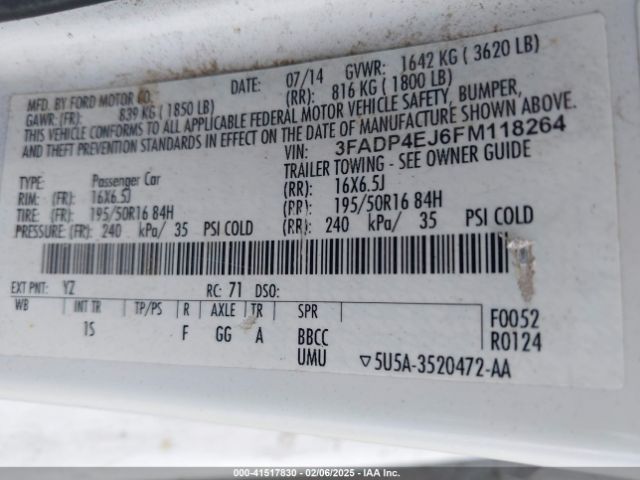 MFD. BY FORD MOTOR CO. DATE: 07/14 GVWR: 1642 KG ( 3620 LB)
GAWR: (FR): 839 KG ( 1850 LB) (RR): 816 KG ( 1800 LB)
THIS VEHICLE CONFORMS TO ALL APPLICABLE FEDERAL MOTOR VEHICLE SAFETY, BUMPER,
AND THEFT PREVENTION STANDARDS IN EFFECT ON THE DATE OF MANUFACTURE SHOWN ABOVE.
VIN: 3FADP4EJ6FM118264
TYPE: Passenger Car TRAILER TOWING - SEE OWNER GUIDE
RIM: (FR): 16X6.5J (RR): 16X6.5J
TIRE: (FR): 195/50R16 84H (RR): 195/50R16 84H
PRESSURE: (FR): 240 kPa/ 35 PSI COLD (RR): 240 kPa/ 35 PSI COLD
EXT PNT: YZ RC: 71 DSO:
WB INT TR TP/PS R AXLE TR SPR F0052
1S F GG A BBCC R0124
UMU ▽5U5A-3520472-AA
000-41517830 - 02/06/2025 - IAA Inc.